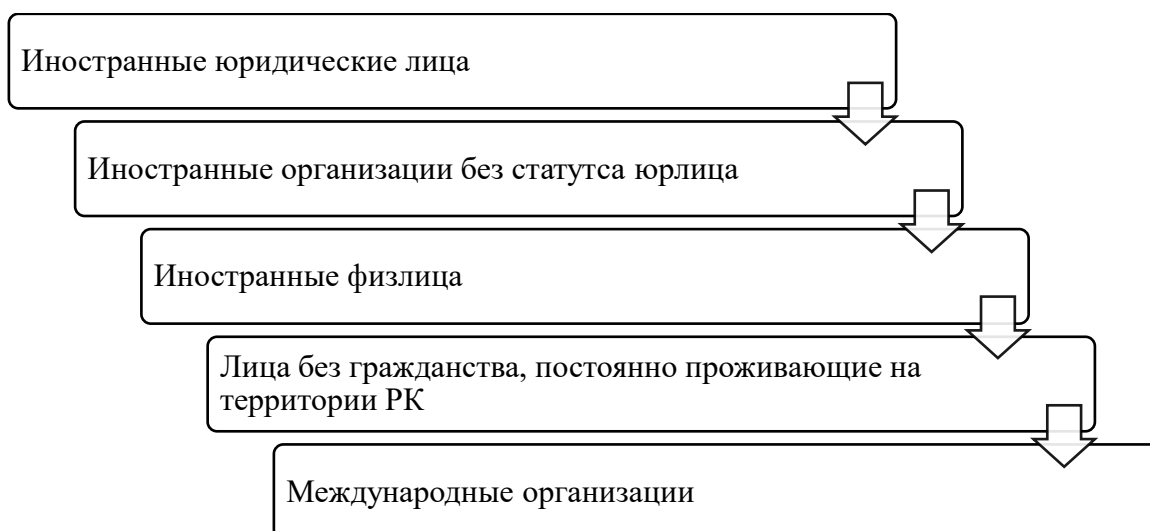 Иностранные юридические лица
Иностранные организации без статутса юрлица
Иностранные физлица
Лица без гражданства, постоянно проживающие на
территории РК
Международные организации